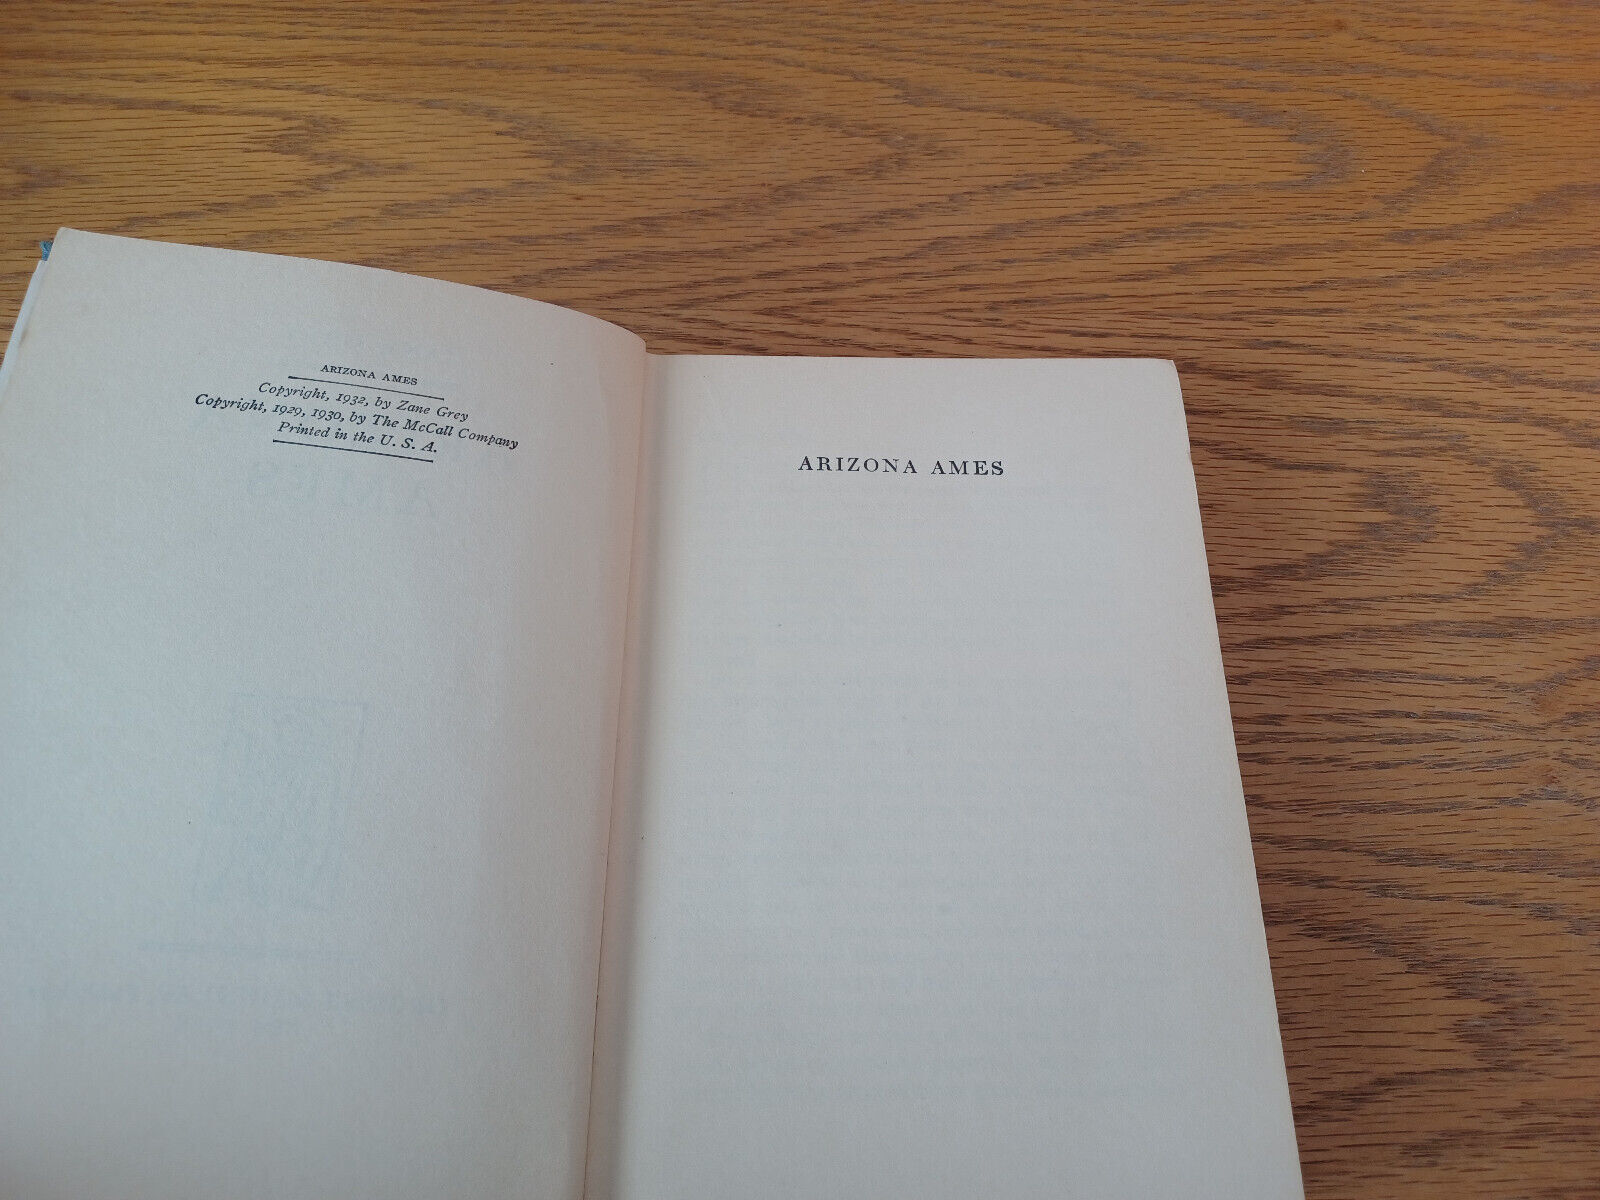 ARIZONA AMES
Copyright, 1932, by Zane Grey
Copyright, 1929, 1930, by The McCall Company
Printed in the U. S. A.
ARIZONA AMES